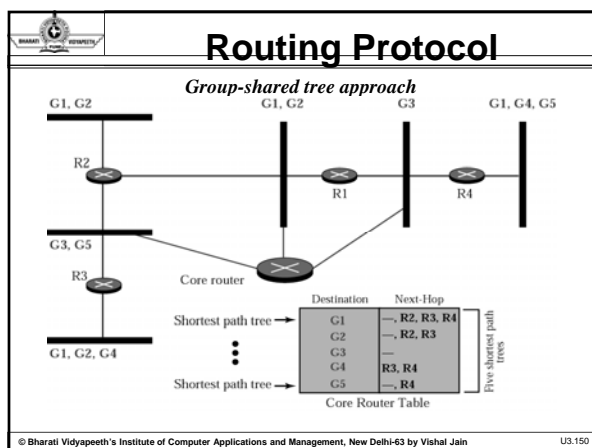 BHARATI VIDYAPEETH
PUNE
Routing Protocol
Group-shared tree approach
G1, G2
G1, G2
G3
G1, G4, G5
R2
R1
R4
G3, G5
R3
Core router
G1, G2, G4
Destination Next-Hop
Shortest path tree G1 —, R2, R3, R4
G2 —, R2, R3
G3 —
G4 R3, R4
Shortest path tree G5 —, R4
Five shortest path
trees
Core Router Table
© Bharati Vidyapeeth's Institute of Computer Applications and Management, New Delhi-63 by Vishal Jain U3.150